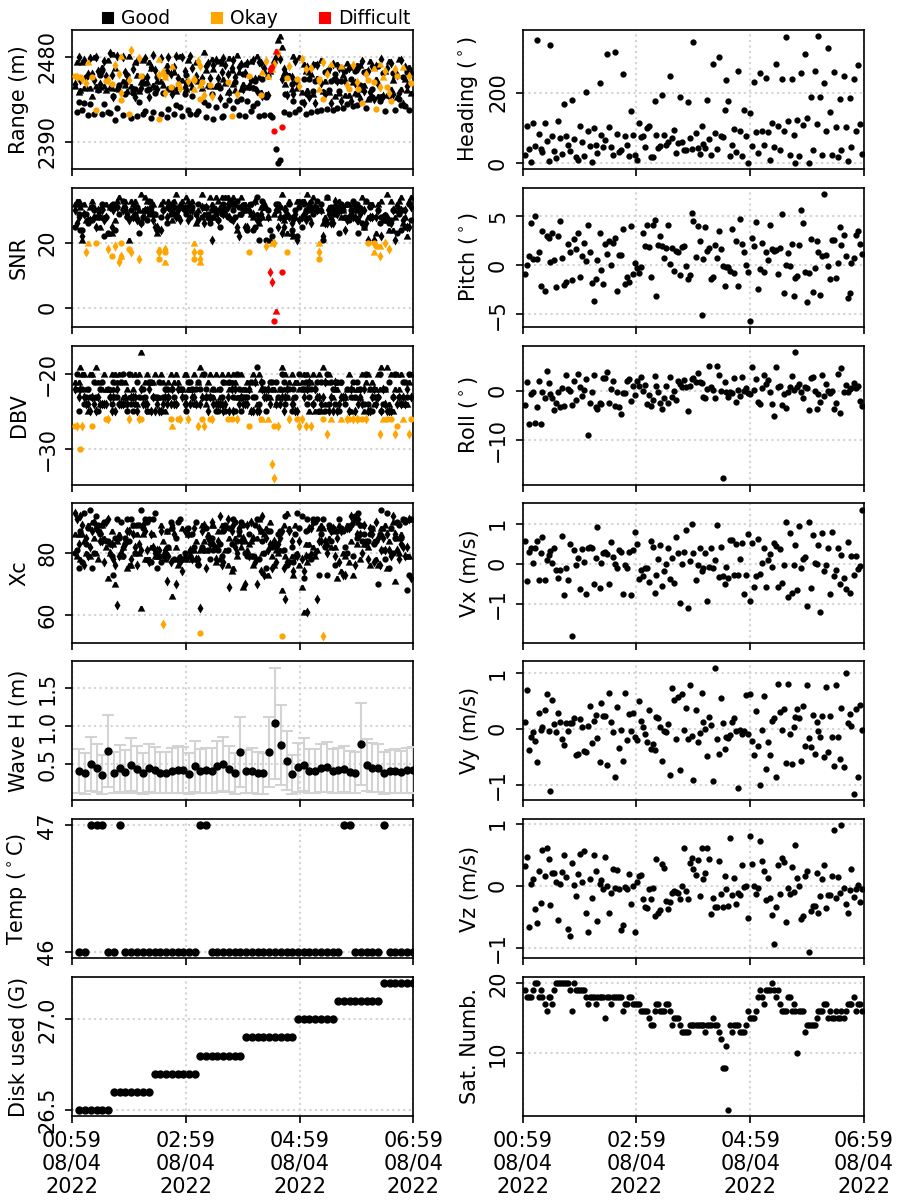 Good Okay Difficult
Range (m)
2480
2390
Heading (°)
200
0
SNR
20
0
Pitch (°)
5
0
−5
DBV
−20
−30
Roll (°)
0
−10
Xc
80
60
Vx (m/s)
1
0
−1
Wave H (m)
1.5
1.0
0.5
Vy (m/s)
1
0
−1
Temp (°C)
47
46
Vz (m/s)
1
0
−1
Disk used (G)
27.0
26.5
Sat. Numb.
20
10
00:59 02:59 04:59 06:59 00:59 02:59 04:59 06:59
08/04 08/04 08/04 08/04 08/04 08/04 08/04 08/04
2022 2022 2022 2022 2022 2022 2022 2022